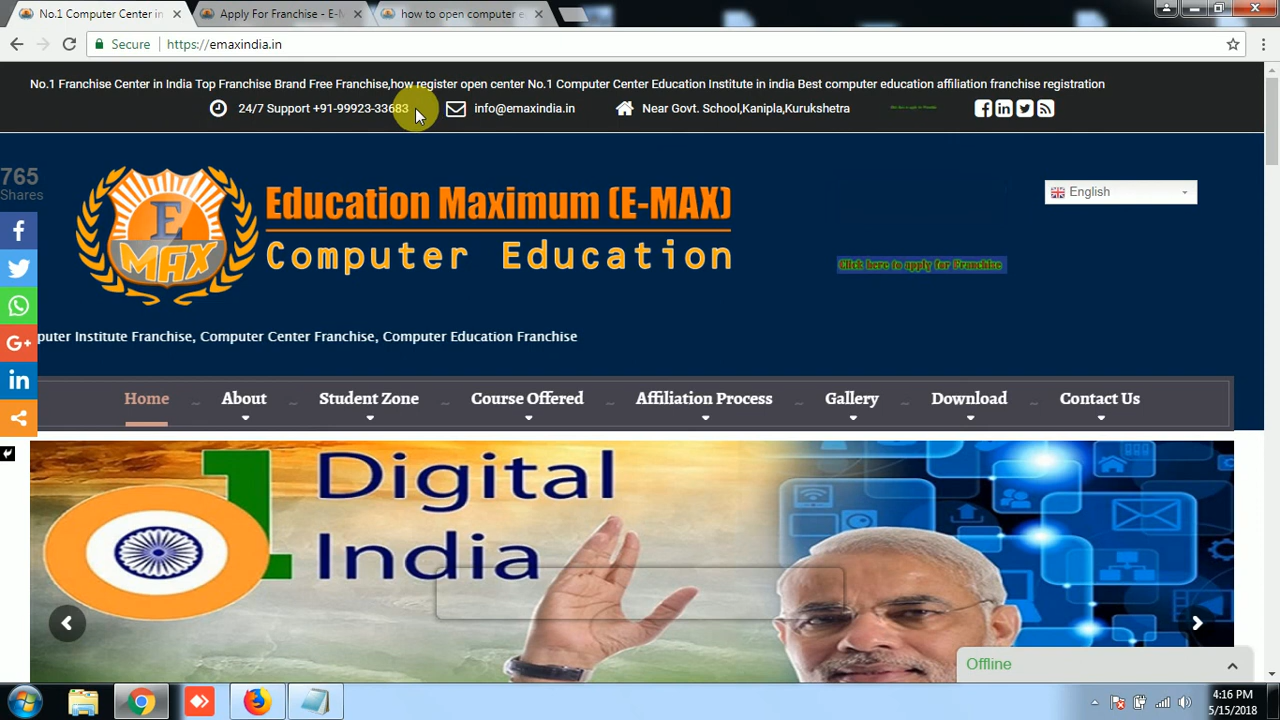 No.1 Computer Center in
Apply For Franchise - E-M
how to open computer e
Secure
https://emaxindia.in
No.1 Franchise Center in India Top Franchise Brand Free Franchise,how register open center No.1 Computer Center Education Institute in india Best computer education affiliation franchise registration
24/7 Support +91-99923-33683
info@emaxindia.in
Near Govt. School,Kanipla,Kurukshetra
765
Shares
E
MAX
Education Maximum (E-MAX)
Computer Education
English
Click here to apply for Franchise
puter Institute Franchise, Computer Center Franchise, Computer Education Franchise
Home
About
Student Zone
Course Offered
Affiliation Process
Gallery
Download
Contact Us
1 Digital
India
Offline
4:16 PM
5/15/2018